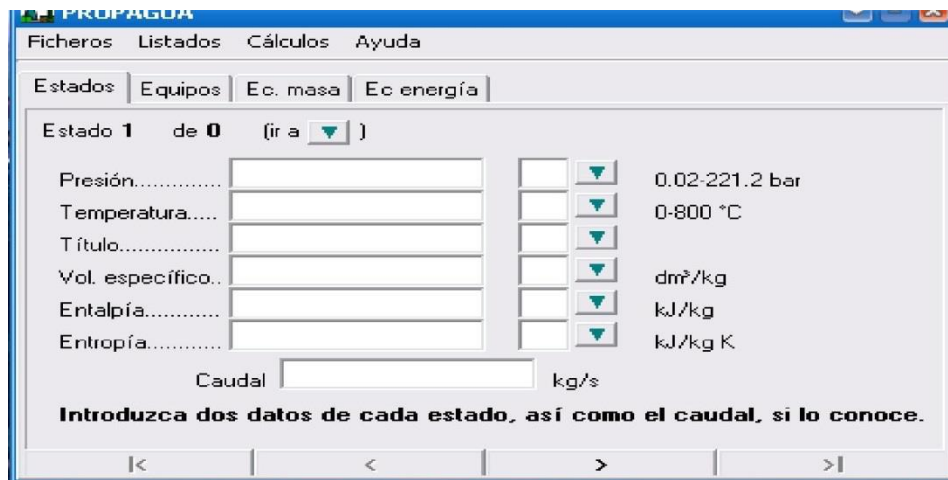 PROPAGUA
Ficheros Listados Cálculos Ayuda
Estados Equipos Ec. masa Ec energía
Estado 1 de 0 (ir a )
Presión.............. 0.02-221.2 bar
Temperatura..... 0-800 °C
Título................
Vol. específico.. dm³/kg
Entalpía............ kJ/kg
Entropía............ kJ/kg K
Caudal kg/s
Introduzca dos datos de cada estado, así como el caudal, si lo conoce.
|< < > >|